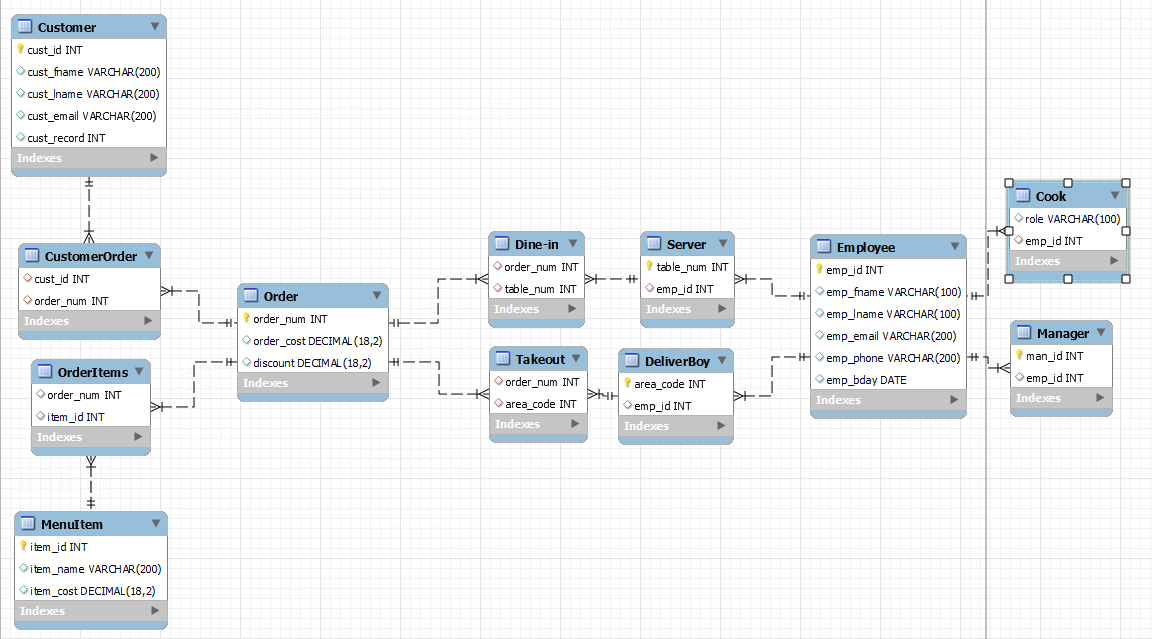 Customer
cust_id INT
cust_fname VARCHAR(200)
cust_lname VARCHAR(200)
cust_email VARCHAR(200)
cust_record INT
Indexes
CustomerOrder
cust_id INT
order_num INT
Indexes
OrderItems
order_num INT
item_id INT
Indexes
MenuItem
item_id INT
item_name VARCHAR(200)
item_cost DECIMAL(18,2)
Indexes
Order
order_num INT
order_cost DECIMAL(18,2)
discount DECIMAL(18,2)
Indexes
Dine-in
order_num INT
table_num INT
Indexes
Takeout
order_num INT
area_code INT
Indexes
Server
table_num INT
emp_id INT
Indexes
DeliverBoy
area_code INT
emp_id INT
Indexes
Employee
emp_id INT
emp_fname VARCHAR(100)
emp_lname VARCHAR(100)
emp_email VARCHAR(200)
emp_phone VARCHAR(200)
emp_bday DATE
Indexes
Cook
role VARCHAR(100)
emp_id INT
Indexes
Manager
man_id INT
emp_id INT
Indexes